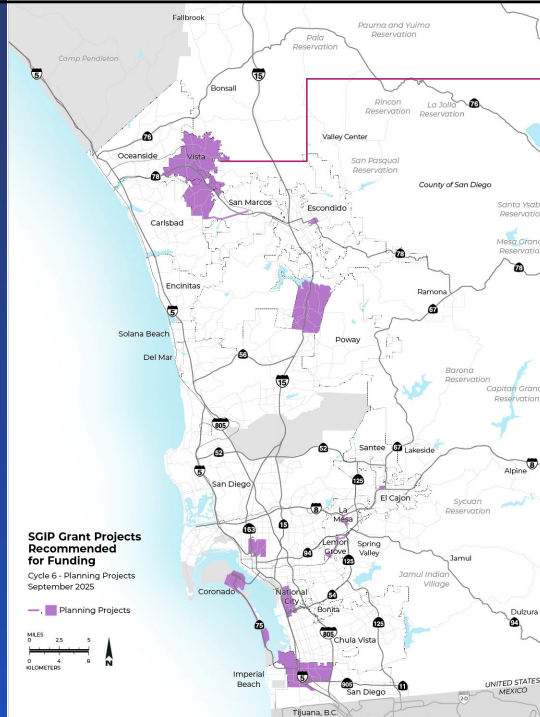 Fallbrook
Pauma and Yuima
Reservation
Pala
Reservation
Camp Pendleton
5
15
Bonsall
76
Rincon
Reservation
La Jolla
Reservation
76
Oceanside
Vista
Valley Center
78
San Pasqual
Reservation
County of San Diego
San Marcos
Escondido
Santa Ysab
Reservatio
Carlsbad
Mesa Grand
Reservatio
78
78
Encinitas
Ramona
67
5
Solana Beach
Poway
Del Mar
56
15
Barona
Reservation
Capitan Grand
Reservation
805
52
52
Santee
67
Lakeside
5
8
Alpine
San Diego
125
El Cajon
Sycuan
Reservation
8
La
Mesa
163
15
94
Lemon
Grove
Spring
Valley
125
Jamul
SGIP Grant Projects
Recommended
for Funding
Cycle 6 - Planning Projects
September 2025
Jamul Indian
Village
Coronado
National
City
54
Bonita
Planning Projects
75
805
125
Chula Vista
Dulzura
94
MILES
0 2.5 5
0 4 8
KILOMETERS
N
Imperial
Beach
5
905
San Diego
11
UNITED STATES
MEXICO
Tijuana, B.C.